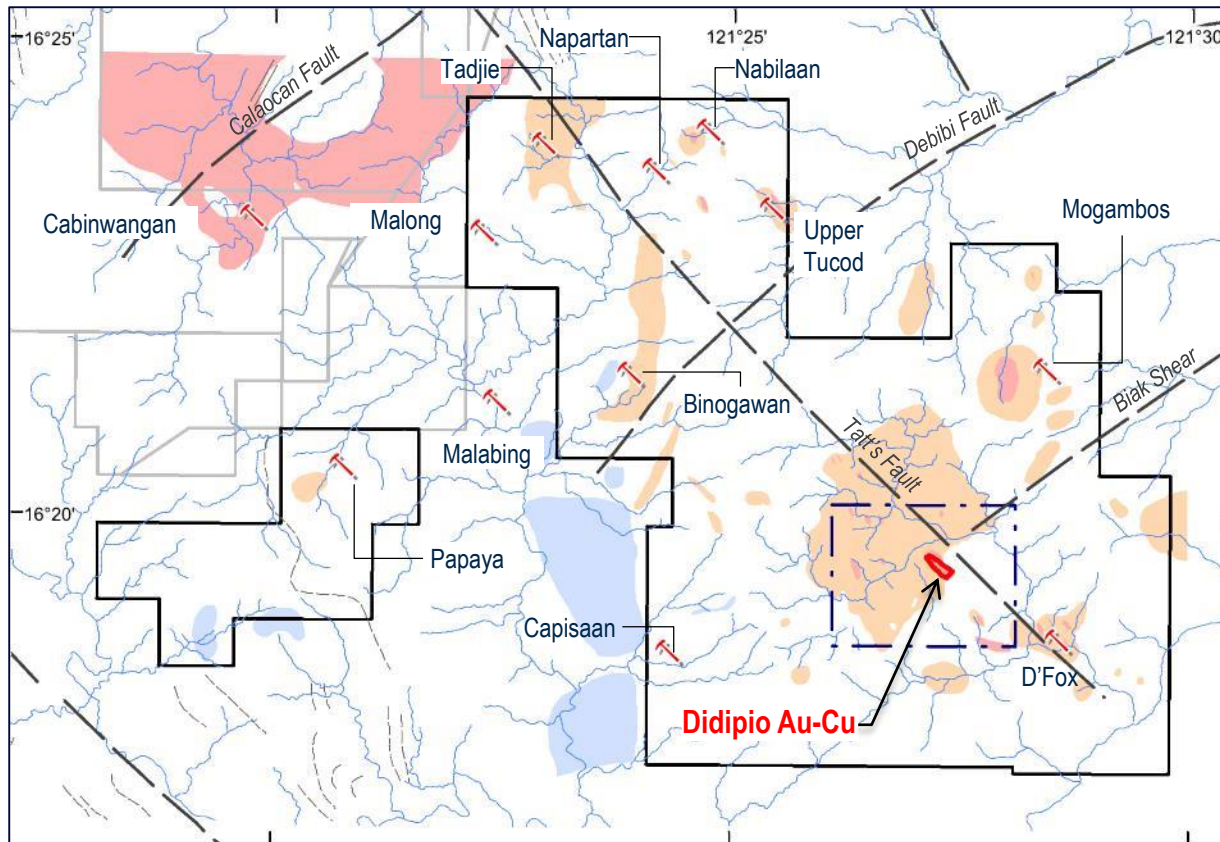 16°25'
121°25'
121°30'
Napartan
Tadjie
Nabilaan
Calaocan Fault
Debibi Fault
Cabinwangan
Malong
Upper
Tucod
Mogambos
Binogawan
Biak Shear
Malabing
Tatt's Fault
16°20'
Papaya
Capisaan
D'Fox
Didipio Au-Cu